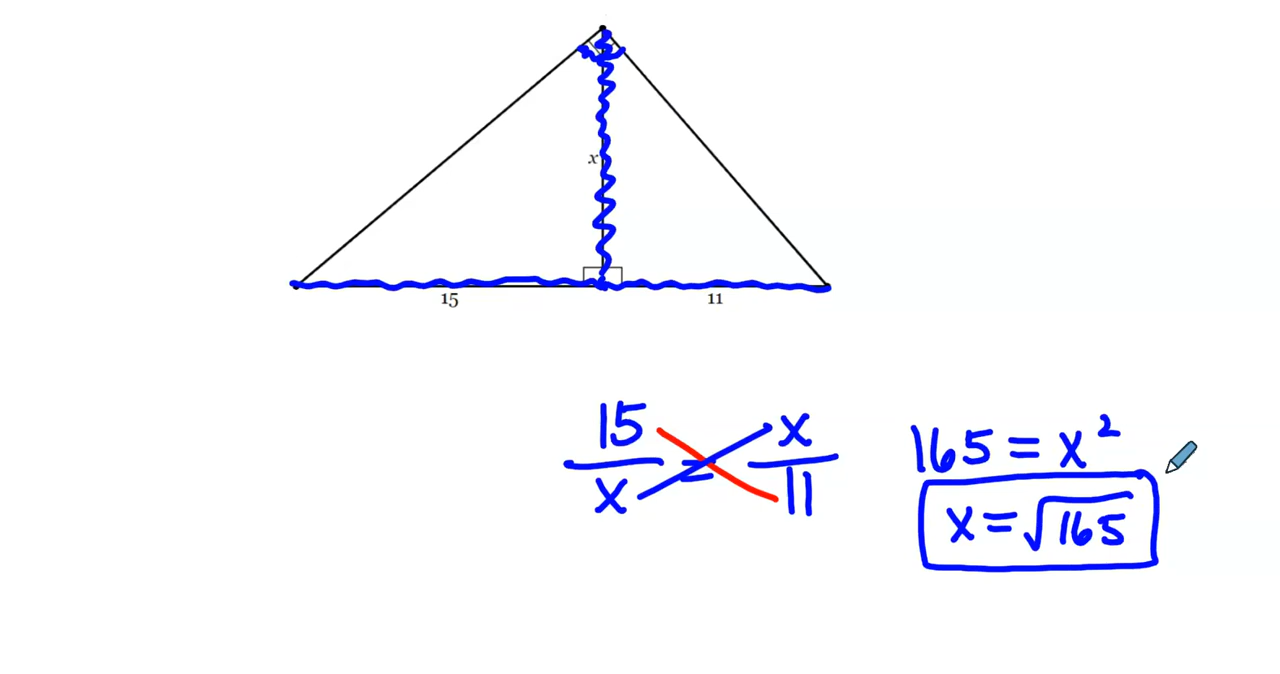 x
15 11
15/x = x/11
165 = x²
x = √165